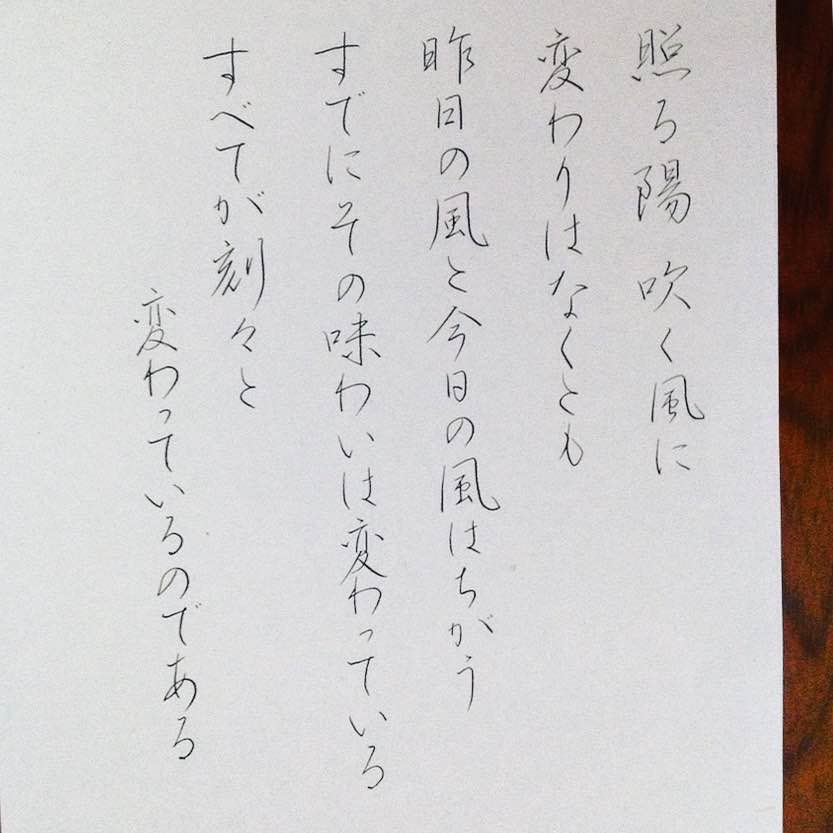 照る陽 吹く風に
変わりはなくとも
昨日の風と今日の風はちがう
すでにその味わいは変わっている
すべてが刻々と
変わっているのである